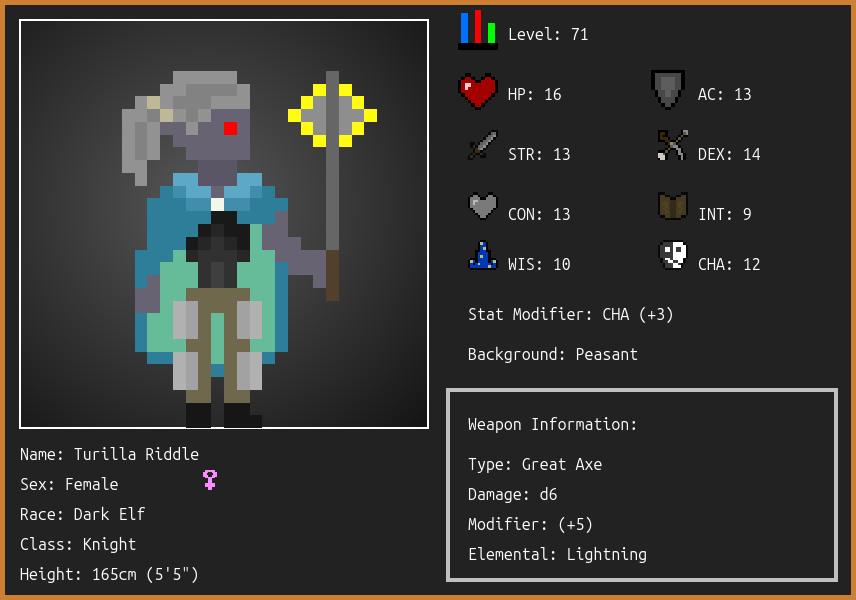 Level: 71
HP: 16
AC: 13
STR: 13
DEX: 14
CON: 13
INT: 9
WIS: 10
CHA: 12
Stat Modifier: CHA (+3)
Background: Peasant
Weapon Information:
Type: Great Axe
Damage: d6
Modifier: (+5)
Elemental: Lightning
Name: Turilla Riddle
Sex: Female
Race: Dark Elf
Class: Knight
Height: 165cm (5'5")